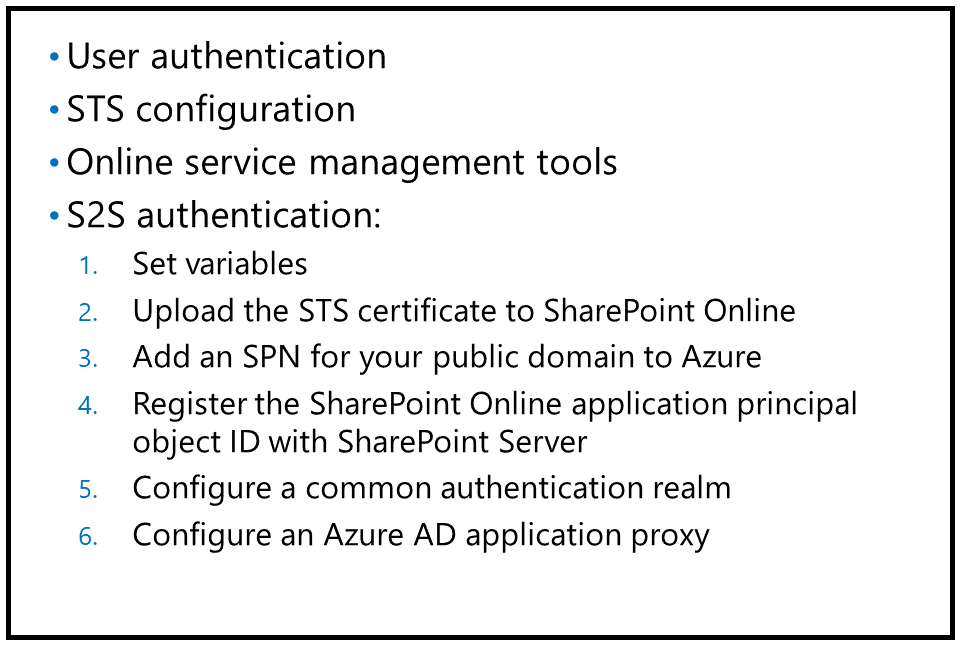 • User authentication
• STS configuration
• Online service management tools
• S2S authentication:
1. Set variables
2. Upload the STS certificate to SharePoint Online
3. Add an SPN for your public domain to Azure
4. Register the SharePoint Online application principal
object ID with SharePoint Server
5. Configure a common authentication realm
6. Configure an Azure AD application proxy